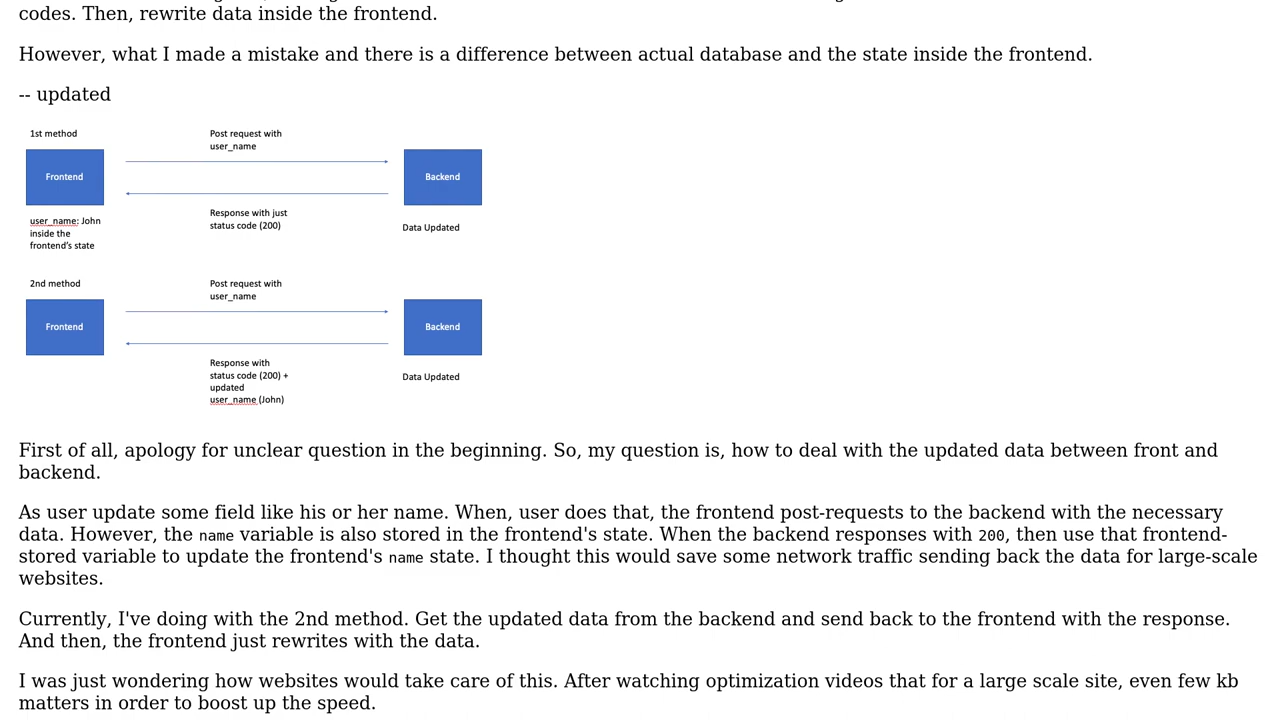 codes. Then, rewrite data inside the frontend.
However, what I made a mistake and there is a difference between actual database and the state inside the frontend.
-- updated
1st method
Post request with
user_name
Frontend
Backend
Response with just
status code (200)
user_name: John
inside the
frontend's state
Data Updated
2nd method
Post request with
user_name
Frontend
Backend
Response with
status code (200) +
updated
user_name (John)
Data Updated
First of all, apology for unclear question in the beginning. So, my question is, how to deal with the updated data between front and
backend.
As user update some field like his or her name. When, user does that, the frontend post-requests to the backend with the necessary
data. However, the name variable is also stored in the frontend's state. When the backend responses with 200, then use that frontend-
stored variable to update the frontend's name state. I thought this would save some network traffic sending back the data for large-scale
websites.
Currently, I've doing with the 2nd method. Get the updated data from the backend and send back to the frontend with the response.
And then, the frontend just rewrites with the data.
I was just wondering how websites would take care of this. After watching optimization videos that for a large scale site, even few kb
matters in order to boost up the speed.